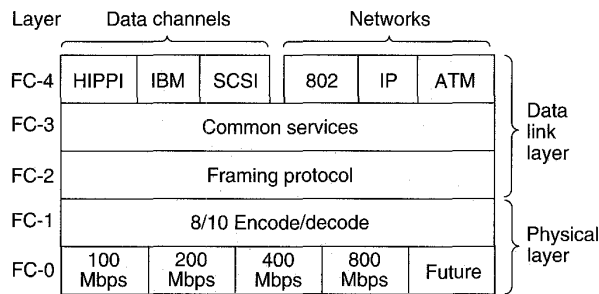 Layer Data channels Networks
FC-4 HIPPI IBM SCSI 802 IP ATM
FC-3 Common services
FC-2 Framing protocol
Data
link
layer
FC-1 8/10 Encode/decode
FC-0 100 Mbps 200 Mbps 400 Mbps 800 Mbps Future
Physical
layer